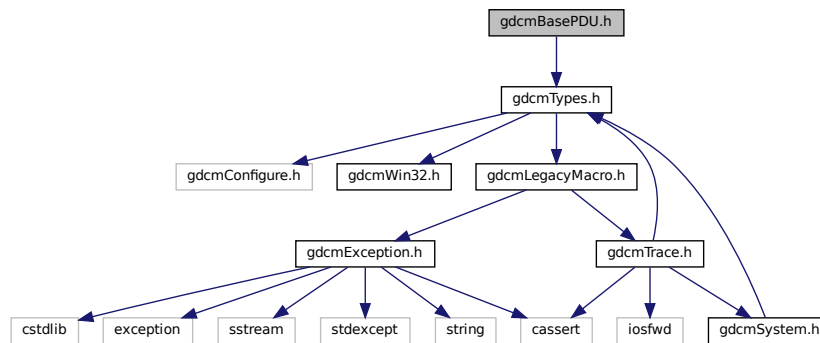 gdcmBasePDU.h
gdcmTypes.h
gdcmConfigure.h
gdcmWin32.h
gdcmLegacyMacro.h
gdcmException.h
gdcmTrace.h
cstdlib
exception
sstream
stdexcept
string
cassert
iosfwd
gdcmSystem.h